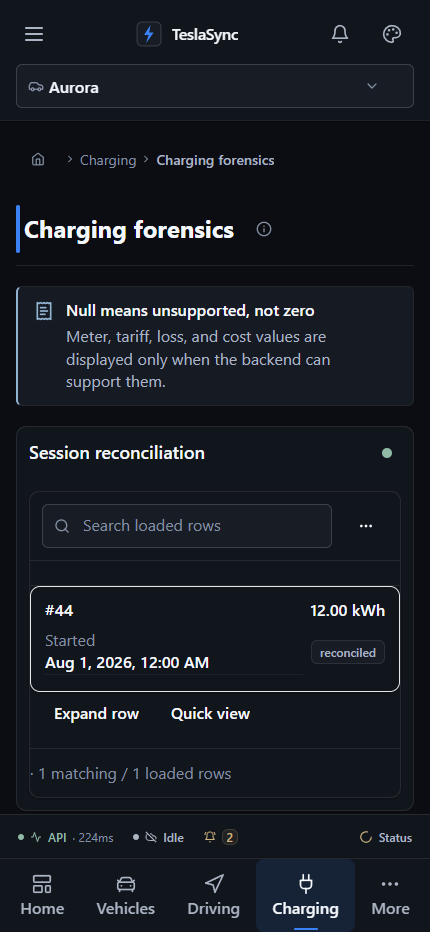 TeslaSync
Aurora
Charging
Charging forensics
Charging forensics
Null means unsupported, not zero
Meter, tariff, loss, and cost values are
displayed only when the backend can
support them.
Session reconciliation
Search loaded rows
#44
12.00 kWh
Started
Aug 1, 2026, 12:00 AM
reconciled
Expand row
Quick view
· 1 matching / 1 loaded rows
API · 224ms
Idle
2
Status
Home
Vehicles
Driving
Charging
More